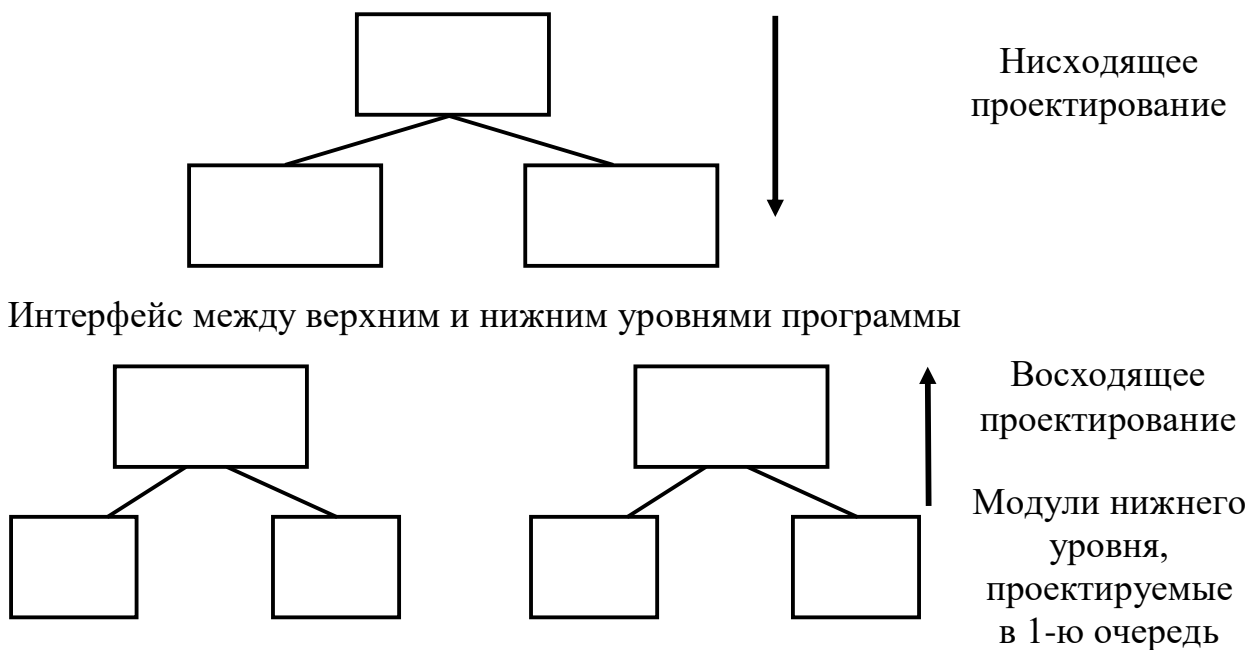 Нисходящее
проектирование
Интерфейс между верхним и нижним уровнями программы
Восходящее
проектирование
Модули нижнего
уровня,
проектируемые
в 1-ю очередь